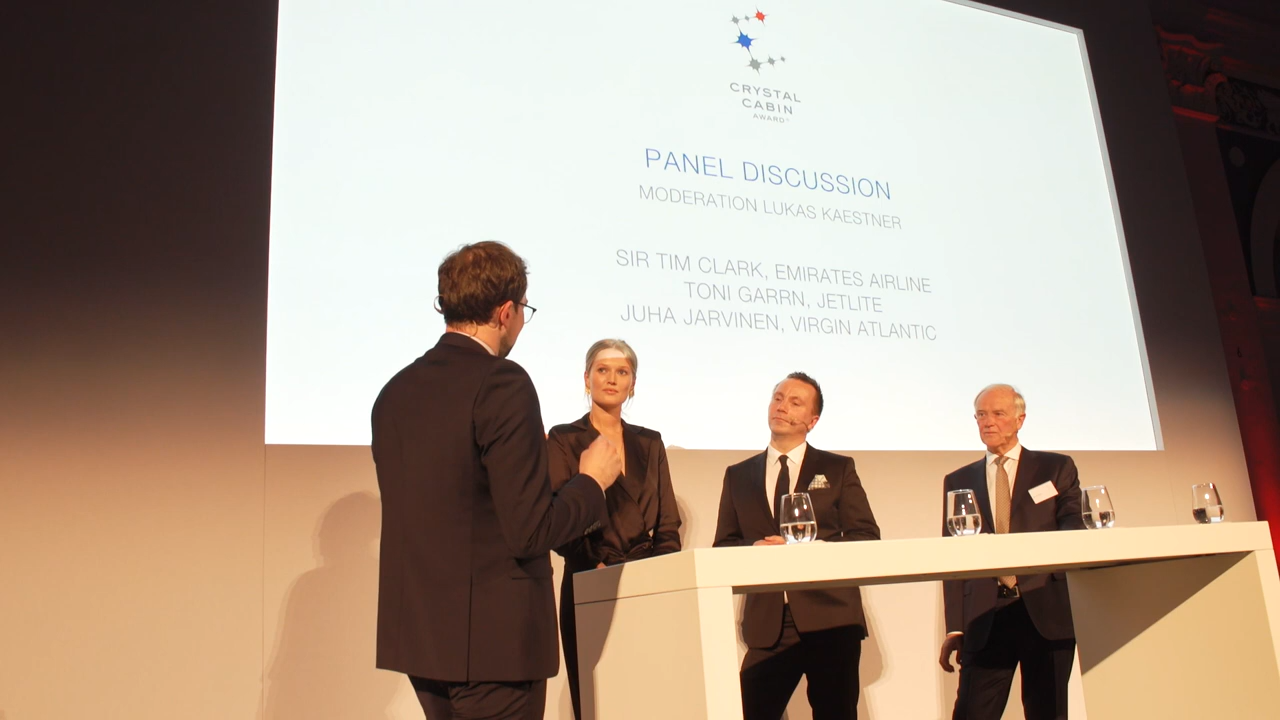 CRYSTAL
CABIN
AWARD
PANEL DISCUSSION
MODERATION LUKAS KAESTNER
SIR TIM CLARK, EMIRATES AIRLINE
TONI GARRN, JETLITE
JUHA JARVINEN, VIRGIN ATLANTIC